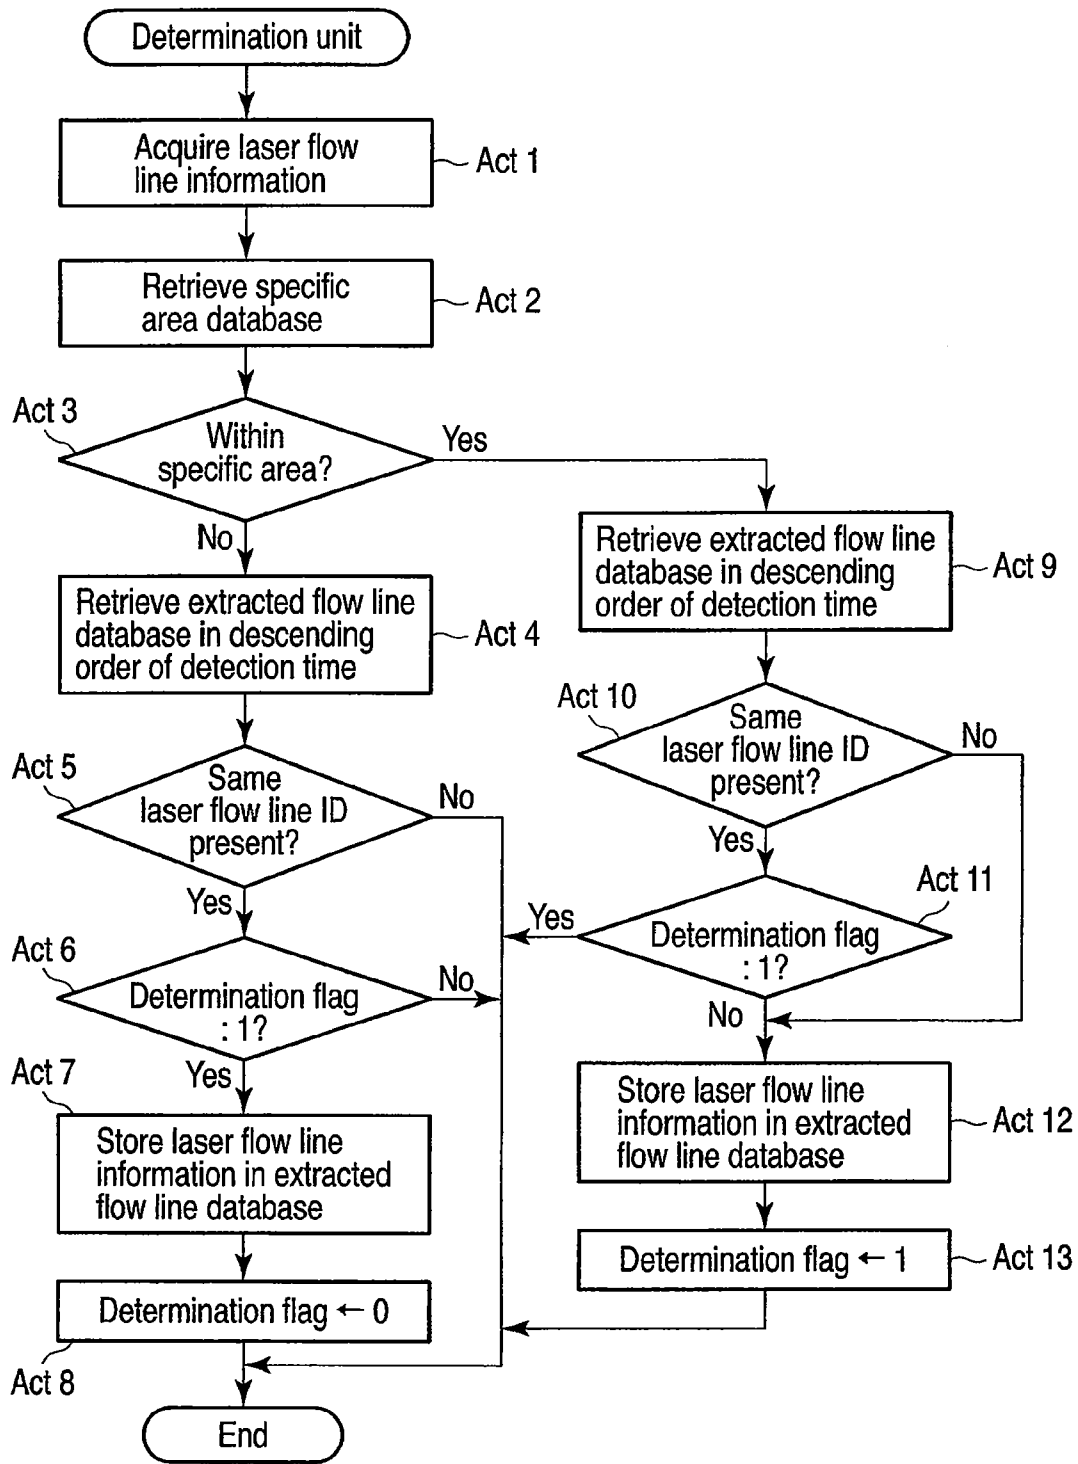 Determination unit
Acquire laser flow
line information
Act 1
Retrieve specific
area database
Act 2
Act 3
Within
specific area?
Yes
No
Retrieve extracted flow line
database in descending
order of detection time
Act 4
Act 5
Same
laser flow line ID
present?
No
Yes
Act 6
Determination flag
: 1?
No
Yes
Act 7
Store laser flow line
information in extracted
flow line database
Determination flag ← 0
Act 8
End
Retrieve extracted flow line
database in descending
order of detection time
Act 9
Act 10
Same
laser flow line ID
present?
No
Yes
Act 11
Determination flag
: 1?
Yes
No
Store laser flow line
information in extracted
flow line database
Act 12
Determination flag ← 1
Act 13